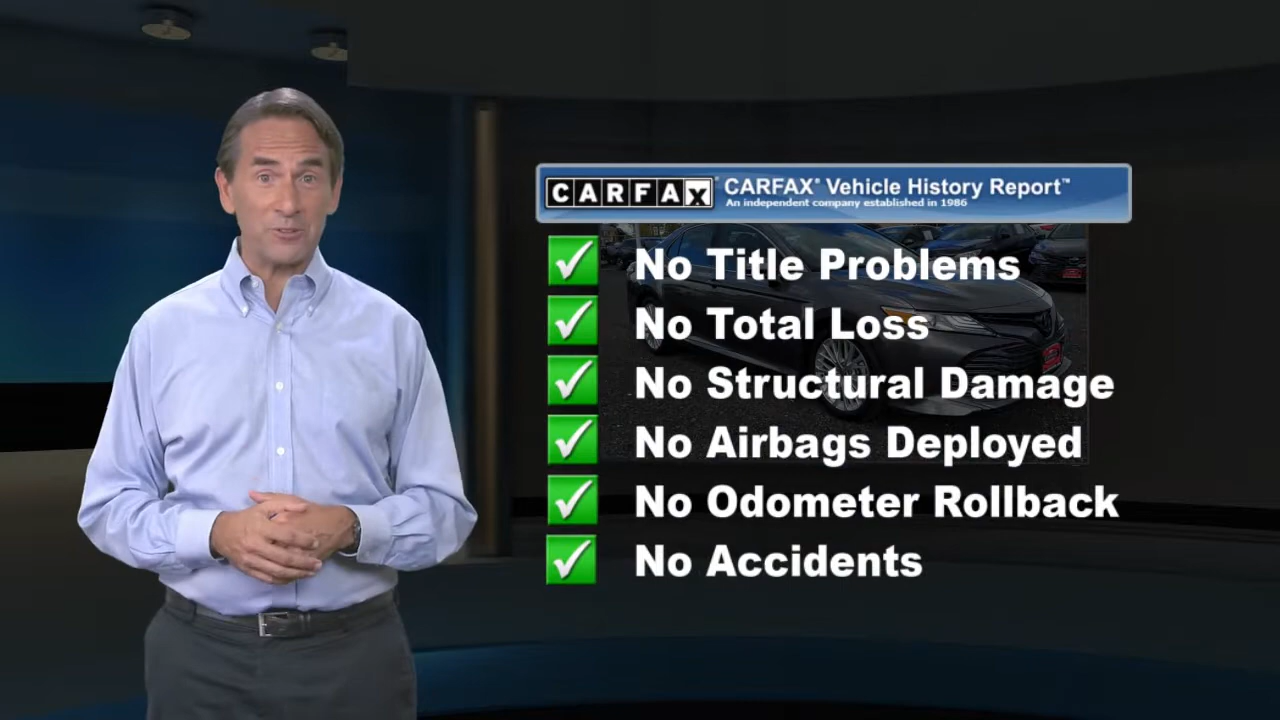 CARFAX® CARFAX® Vehicle History Report™
An independent company established in 1986
No Title Problems
No Total Loss
No Structural Damage
No Airbags Deployed
No Odometer Rollback
No Accidents